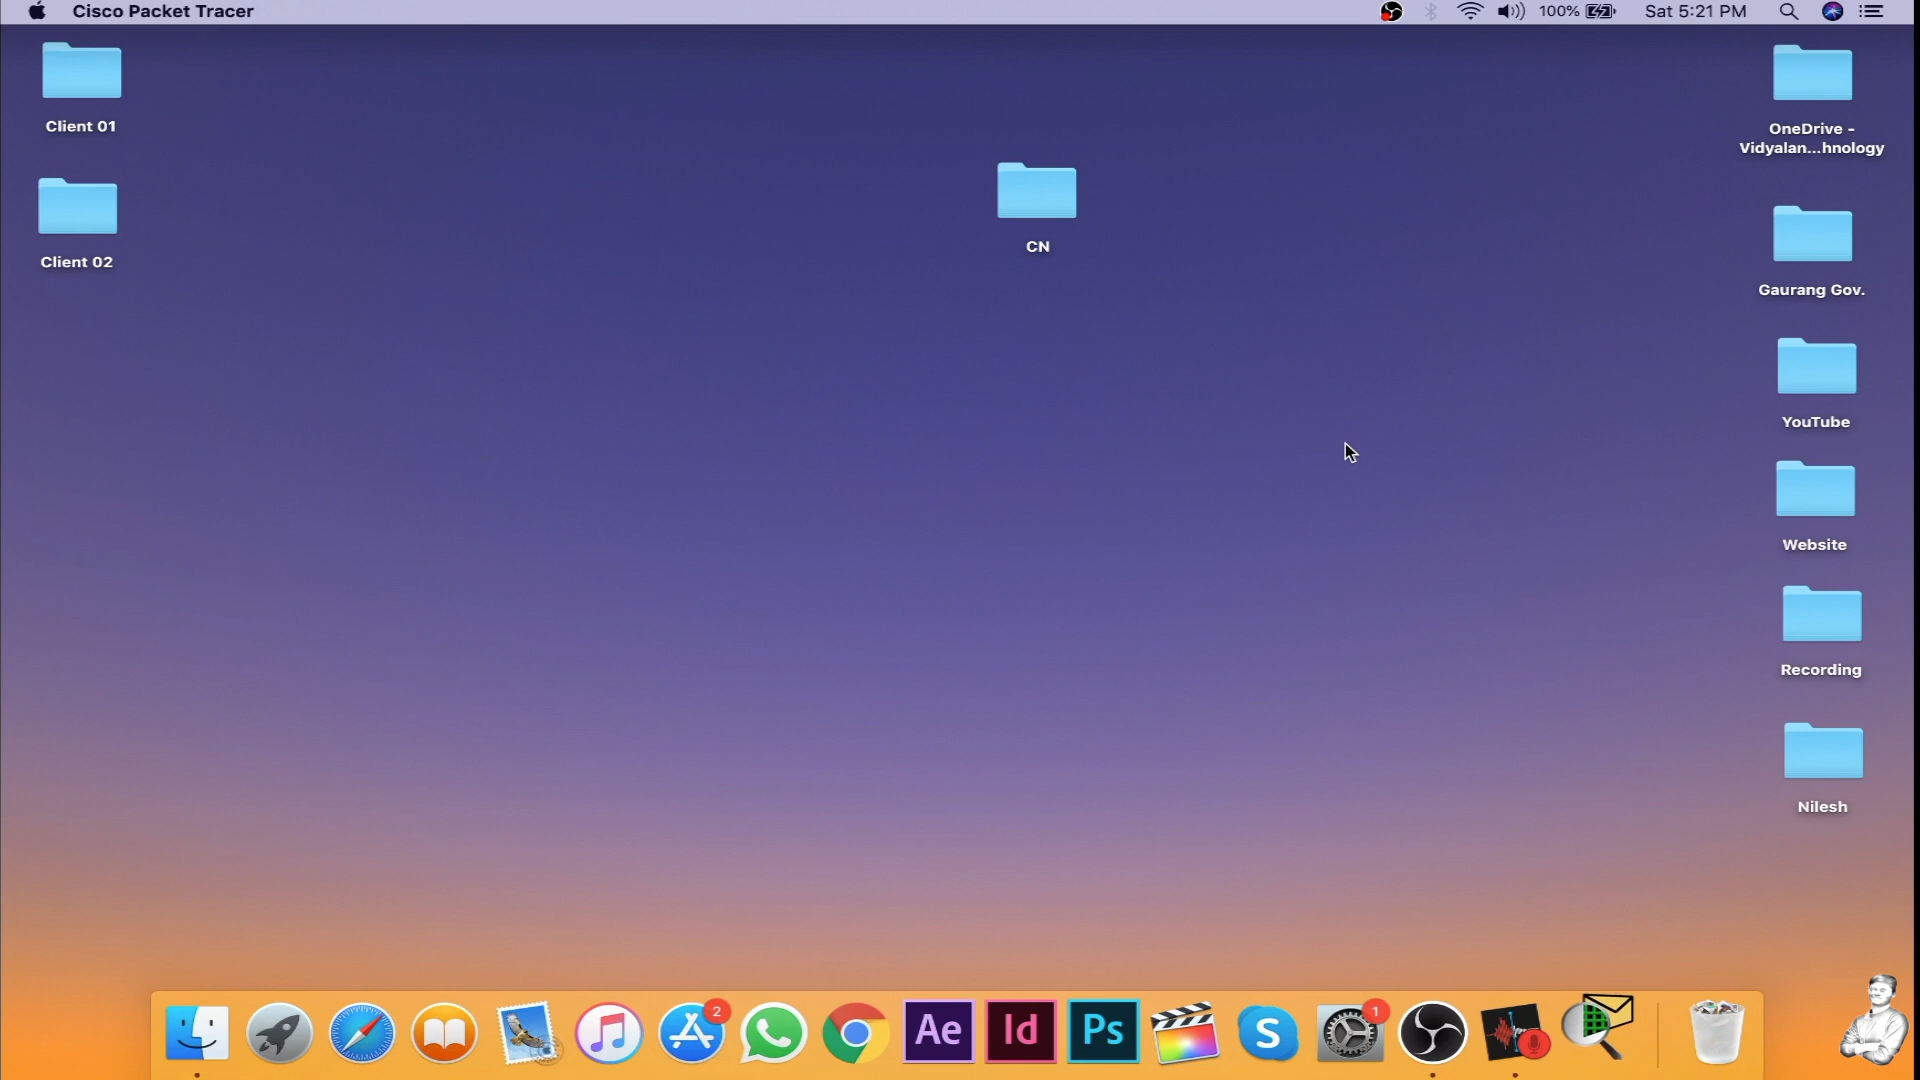 Cisco Packet Tracer
100%
Sat 5:21 PM
Client 01
Client 02
CN
OneDrive -
Vidyalan...hnology
Gaurang Gov.
YouTube
Website
Recording
Nilesh
2
Ae
Id
Ps
S
1